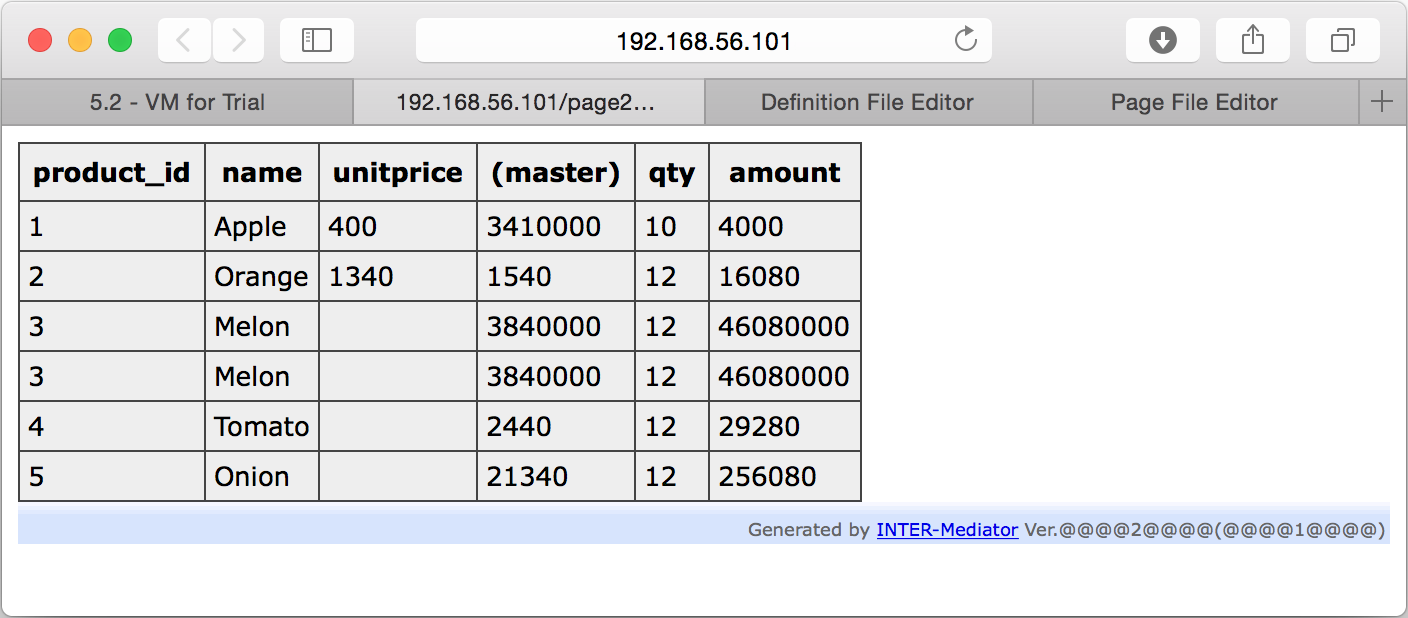 192.168.56.101
5.2 - VM for Trial 192.168.56.101/page2... Definition File Editor Page File Editor
product_id name unitprice (master) qty amount
1 Apple 400 3410000 10 4000
2 Orange 1340 1540 12 16080
3 Melon 3840000 12 46080000
3 Melon 3840000 12 46080000
4 Tomato 2440 12 29280
5 Onion 21340 12 256080
Generated by INTER-Mediator Ver.@@@@2@@@@(@@@@1@@@@)